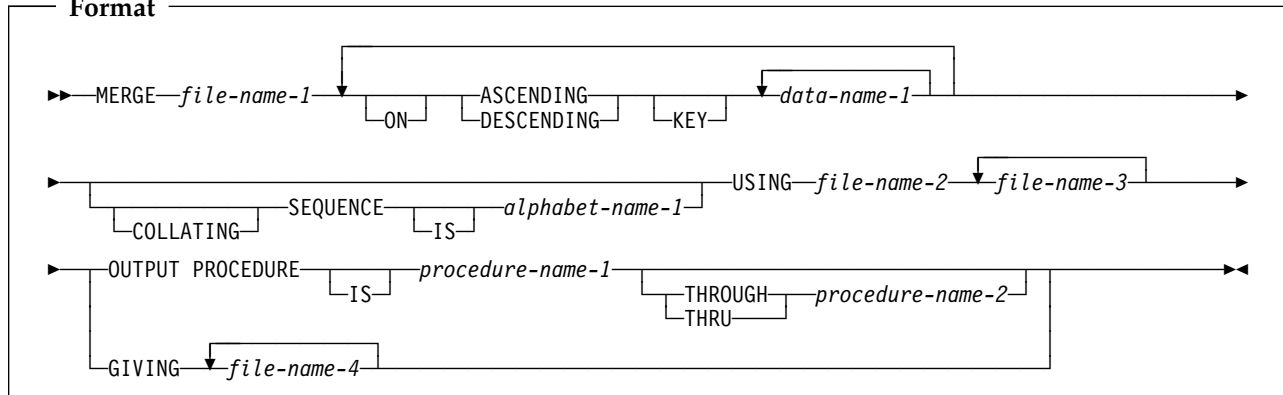 Format
MERGE file-name-1 ON ASCENDING DESCENDING KEY data-name-1
COLLATING SEQUENCE IS alphabet-name-1 USING file-name-2 file-name-3
OUTPUT PROCEDURE IS procedure-name-1 THROUGH THRU procedure-name-2
GIVING file-name-4